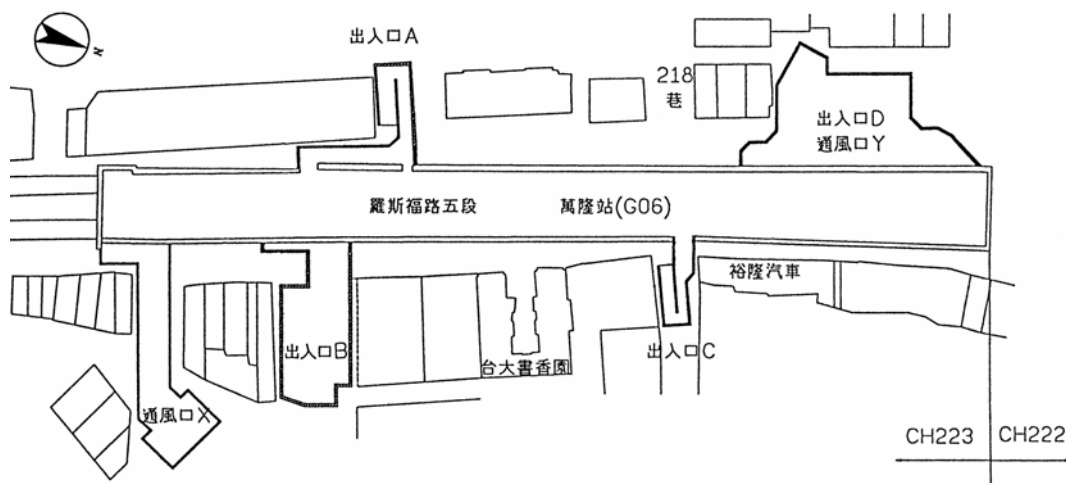 N
出入口A
218
巷
出入口D
通風口Y
羅斯福路五段
萬隆站(G06)
裕隆汽車
出入口B
出入口C
台大書香園
通風口X
CH223
CH222